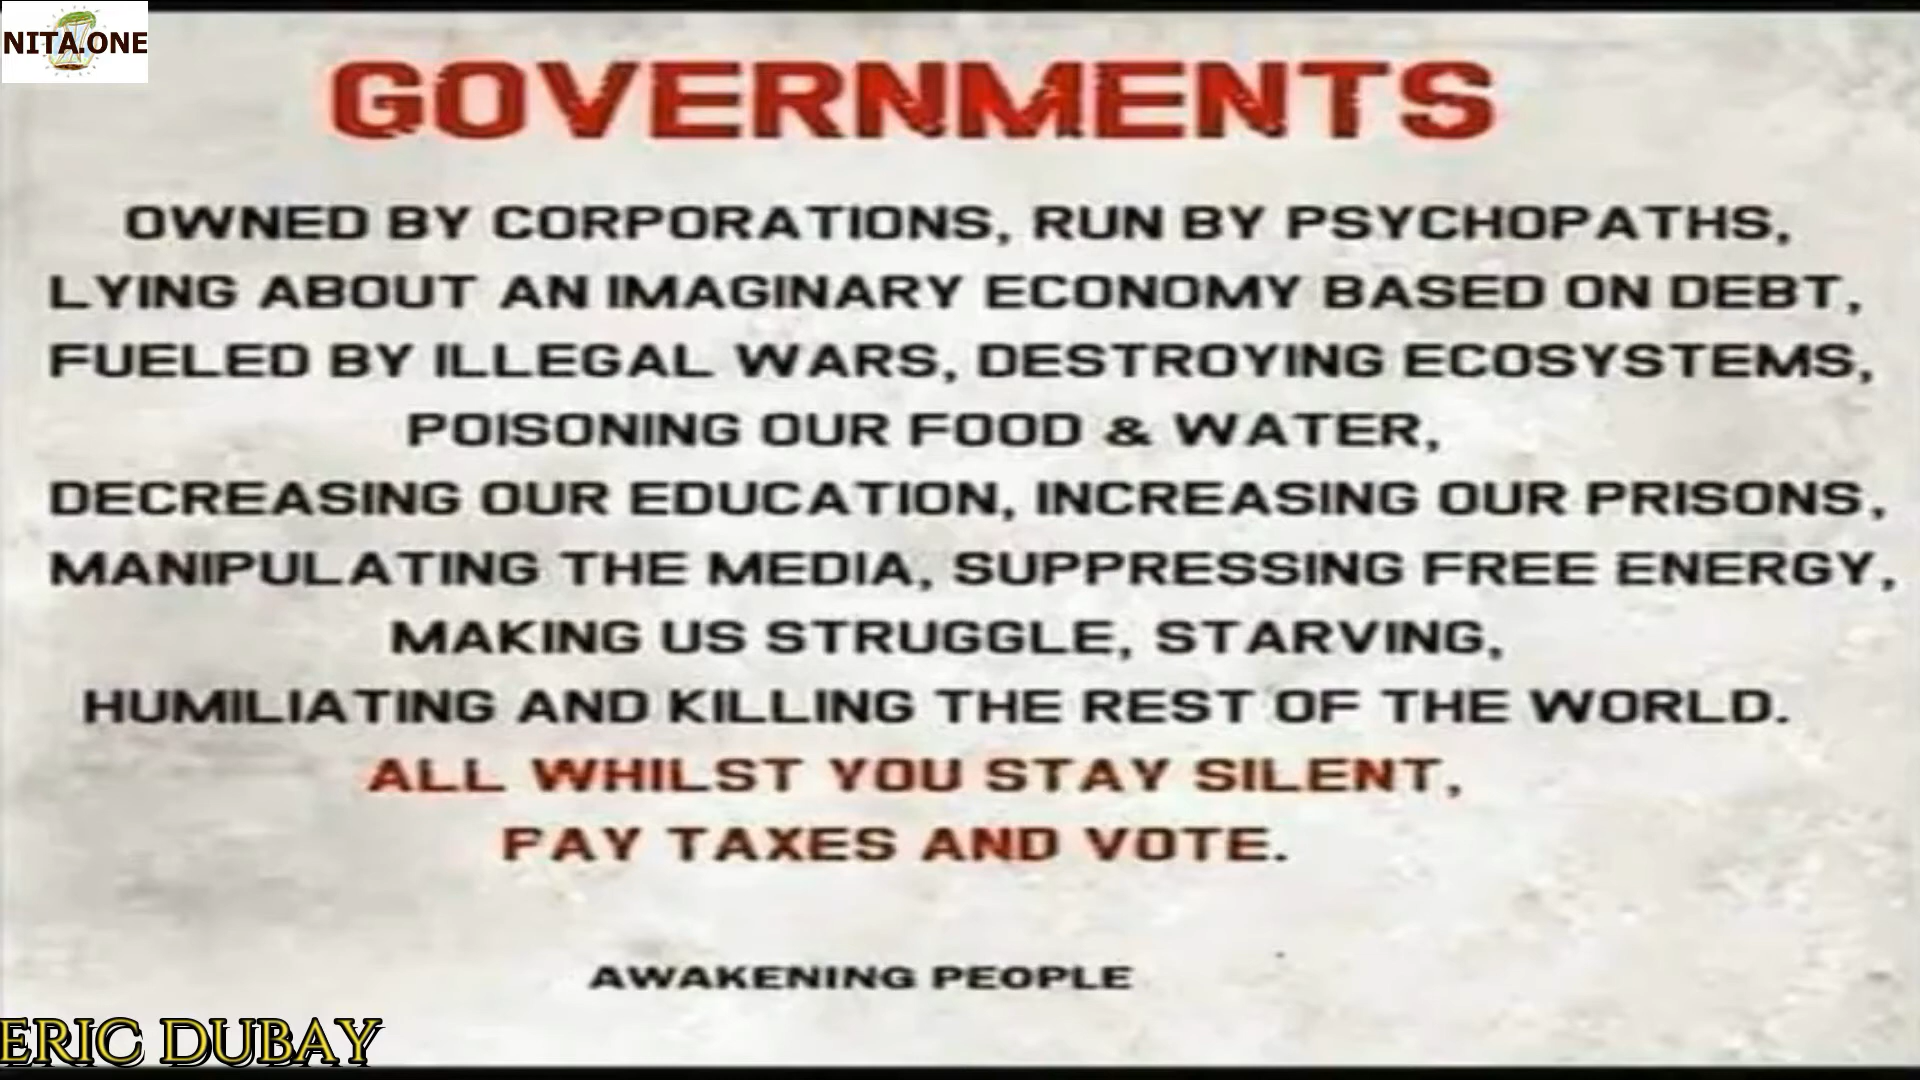 NITA.ONE
GOVERNMENTS
OWNED BY CORPORATIONS, RUN BY PSYCHOPATHS,
LYING ABOUT AN IMAGINARY ECONOMY BASED ON DEBT,
FUELED BY ILLEGAL WARS, DESTROYING ECOSYSTEMS,
POISONING OUR FOOD & WATER,
DECREASING OUR EDUCATION, INCREASING OUR PRISONS,
MANIPULATING THE MEDIA, SUPPRESSING FREE ENERGY,
MAKING US STRUGGLE, STARVING,
HUMILIATING AND KILLING THE REST OF THE WORLD.
ALL WHILST YOU STAY SILENT,
PAY TAXES AND VOTE.
AWAKENING PEOPLE
ERIC DUBAY